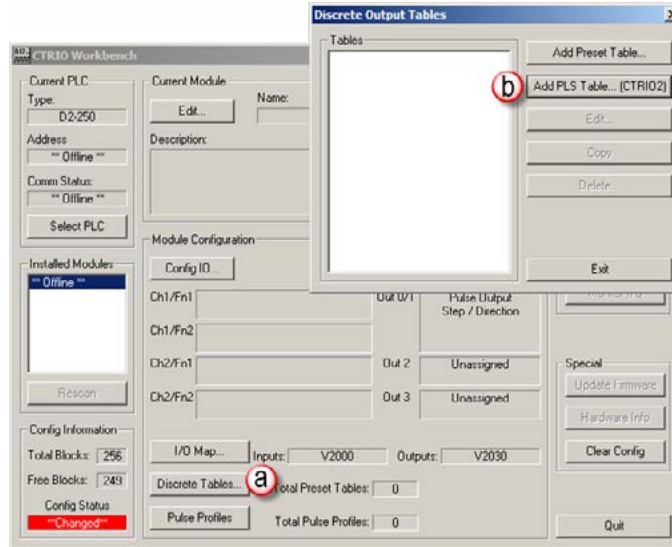 CTRIO Workbench
Current PLC
Type:
D2-250
Address
** Offline **
Comm Status:
** Offline **
Select PLC
Installed Modules
** Offline **
Rescan
Config Information
Total Blocks: 256
Free Blocks: 249
Config Status
**Changed**
Current Module
Edit...
Name:
Description:
Module Configuration
Config IO...
Ch1/Fn1
Ch1/Fn2
Ch2/Fn1
Ch2/Fn2
Out 0/1
Pulse Output
Step / Direction
Out 2
Unassigned
Out 3
Unassigned
I/O Map...
Inputs: V2000
Outputs: V2030
Discrete Tables...
a
Total Preset Tables: 0
Pulse Profiles
Total Pulse Profiles: 0
Special
Update Firmware
Hardware Info
Clear Config
Quit
Discrete Output Tables
x
Tables
Add Preset Table...
b
Add PLS Table... (CTRIO2)
Edit...
Copy
Delete...
Exit